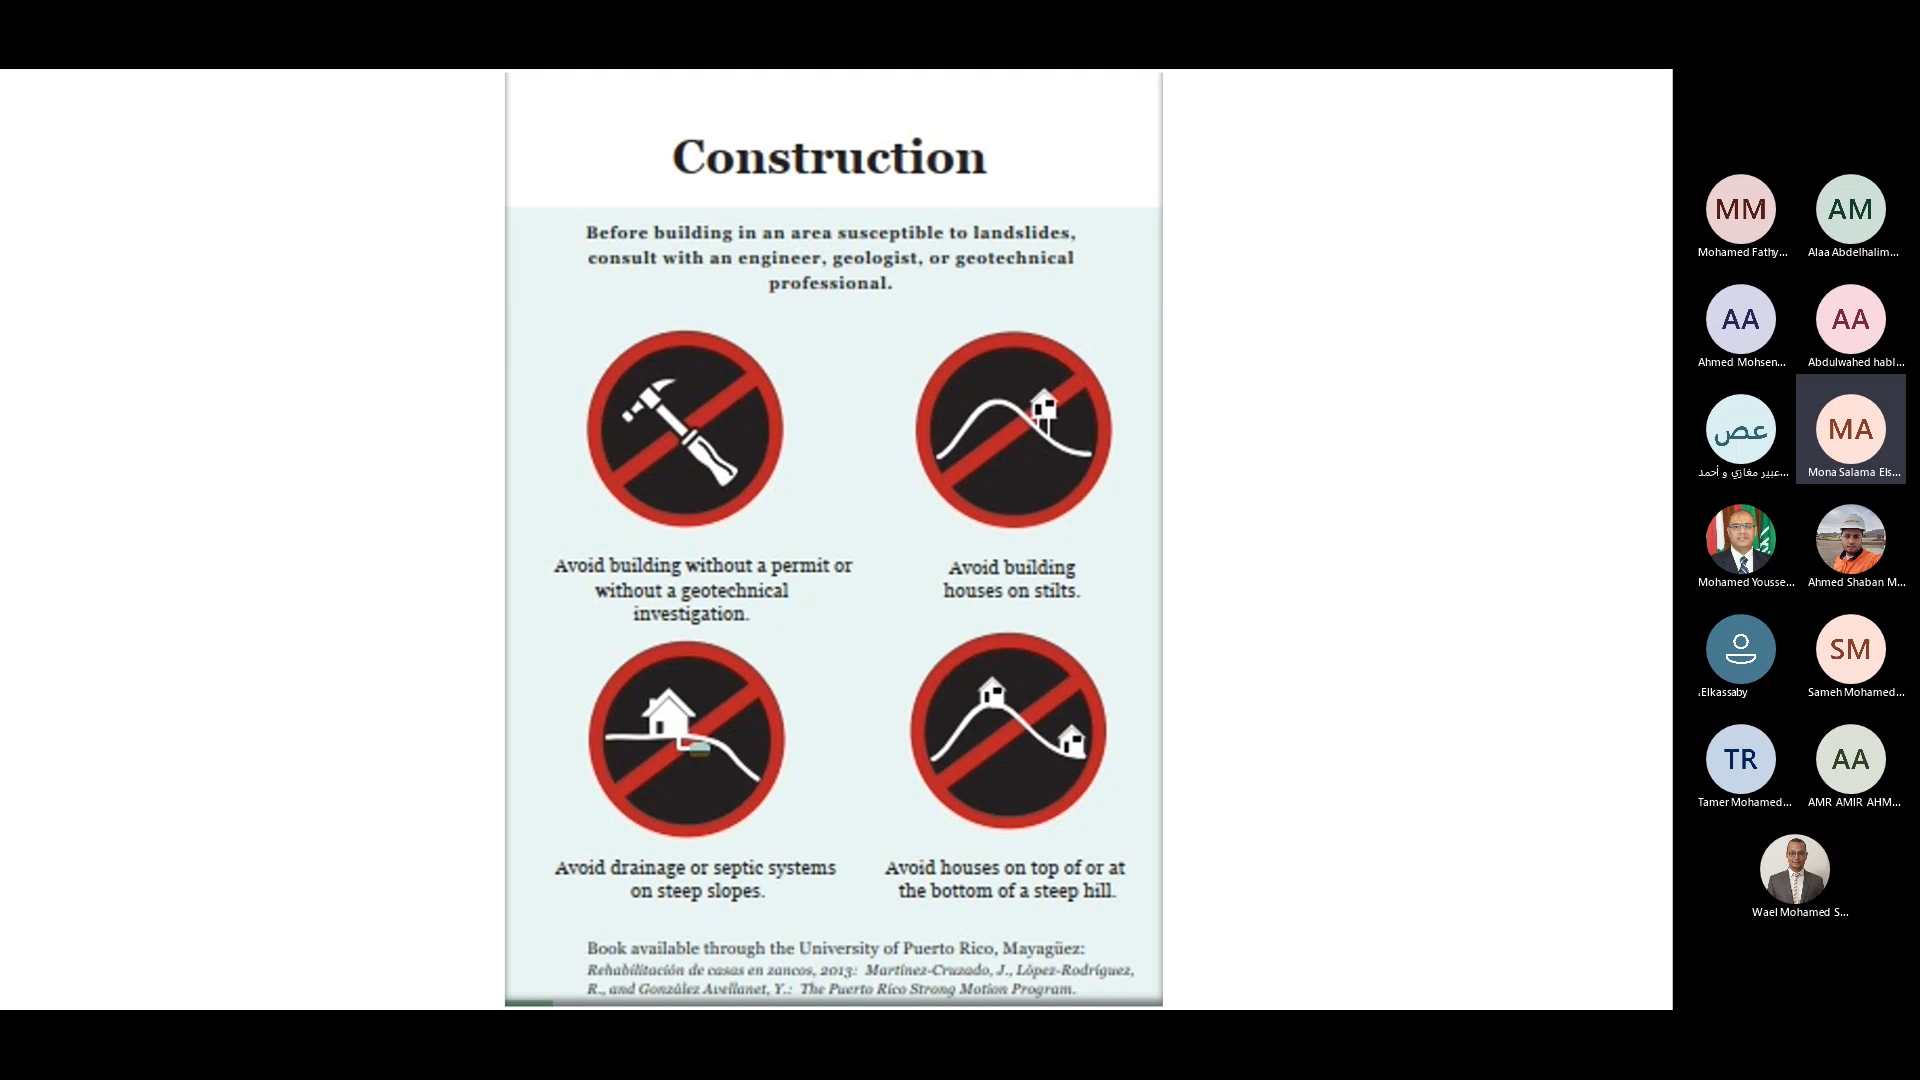 Construction
Before building in an area susceptible to landslides,
consult with an engineer, geologist, or geotechnical
professional.
Avoid building without a permit or
without a geotechnical
investigation.
Avoid building
houses on stilts.
Avoid drainage or septic systems
on steep slopes.
Avoid houses on top of or at
the bottom of a steep hill.
Book available through the University of Puerto Rico, Mayagüez:
Rehabilitación de casas en zancos, 2013: Martínez-Cruzado, J., López-Rodríguez,
R., and González Avellanet, Y.: The Puerto Rico Strong Motion Program.
MM
Mohamed Fathy...
AM
Alaa Abdelhalim...
AA
Ahmed Mohsen...
AA
Abdulwahed habl...
عص
عبير مغازي و أحمد...
MA
Mona Salama Els...
Mohamed Yousse...
Ahmed Shaban M...
.Elkassaby
SM
Sameh Mohamed...
TR
Tamer Mohamed...
AA
AMR AMIR AHM...
Wael Mohamed S...